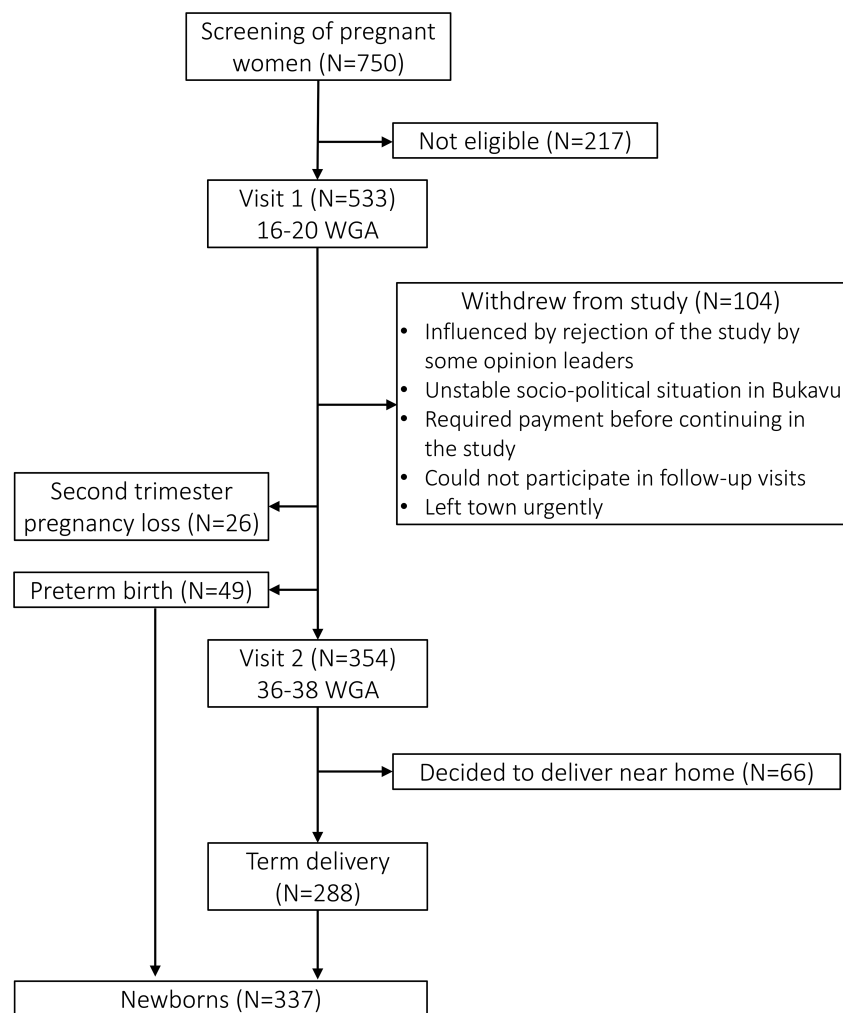 Screening of pregnant
women (N=750)
Not eligible (N=217)
Visit 1 (N=533)
16-20 WGA
Withdrew from study (N=104)
• Influenced by rejection of the study by
some opinion leaders
• Unstable socio-political situation in Bukavu
• Required payment before continuing in
the study
• Could not participate in follow-up visits
• Left town urgently
Second trimester
pregnancy loss (N=26)
Preterm birth (N=49)
Visit 2 (N=354)
36-38 WGA
Decided to deliver near home (N=66)
Term delivery
(N=288)
Newborns (N=337)